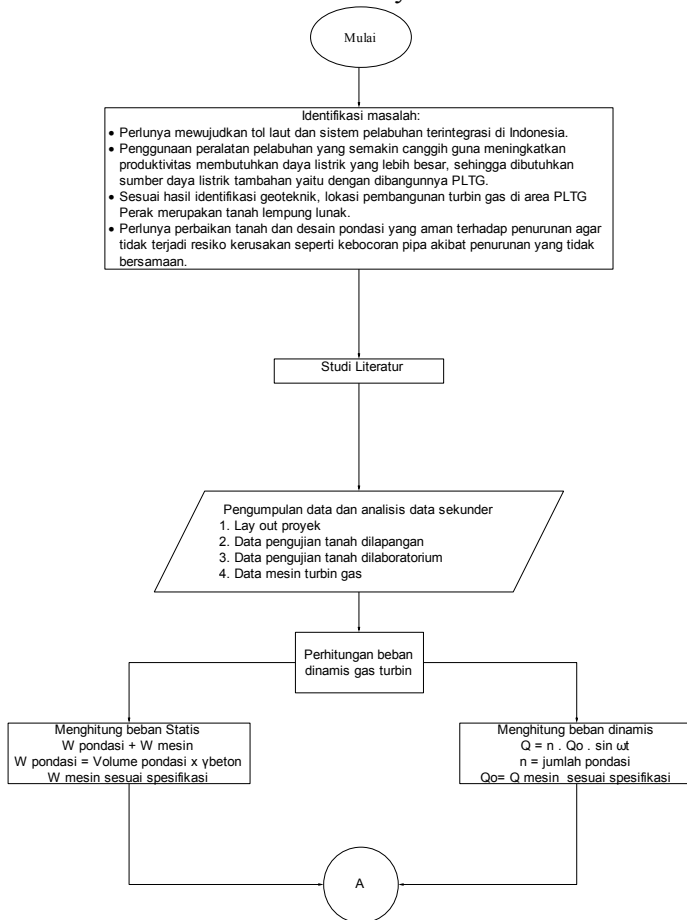 Mulai
Identifikasi masalah:
• Perlunya mewujudkan tol laut dan sistem pelabuhan terintegrasi di Indonesia.
• Penggunaan peralatan pelabuhan yang semakin canggih guna meningkatkan
produktivitas membutuhkan daya listrik yang lebih besar, sehingga dibutuhkan
sumber daya listrik tambahan yaitu dengan dibangunnya PLTG.
• Sesuai hasil identifikasi geoteknik, lokasi pembangunan turbin gas di area PLTG
Perak merupakan tanah lempung lunak.
• Perlunya perbaikan tanah dan desain pondasi yang aman terhadap penurunan agar
tidak terjadi resiko kerusakan seperti kebocoran pipa akibat penurunan yang tidak
bersamaan.
Studi Literatur
Pengumpulan data dan analisis data sekunder
1. Lay out proyek
2. Data pengujian tanah dilapangan
3. Data pengujian tanah dilaboratorium
4. Data mesin turbin gas
Perhitungan beban
dinamis gas turbin
Menghitung beban Statis
W pondasi + W mesin
W pondasi = Volume pondasi x γbeton
W mesin sesuai spesifikasi
Menghitung beban dinamis
Q = n . Qo . sin ωt
n = jumlah pondasi
Qo= Q mesin sesuai spesifikasi
A